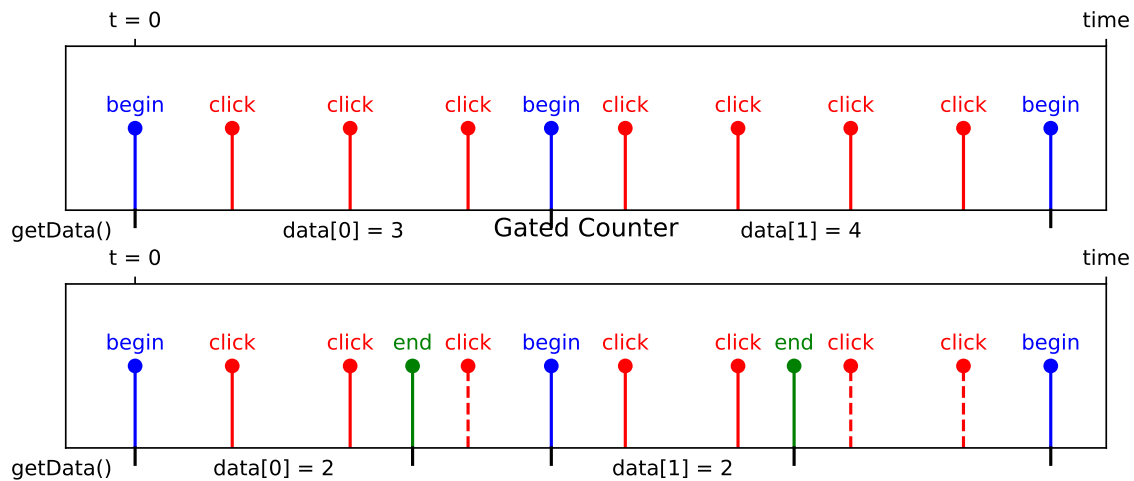 t = 0 time
begin click click click begin click click click click begin
getData() data[0] = 3 Gated Counter data[1] = 4
t = 0 time
begin click click end click begin click click end click click begin
getData() data[0] = 2 data[1] = 2